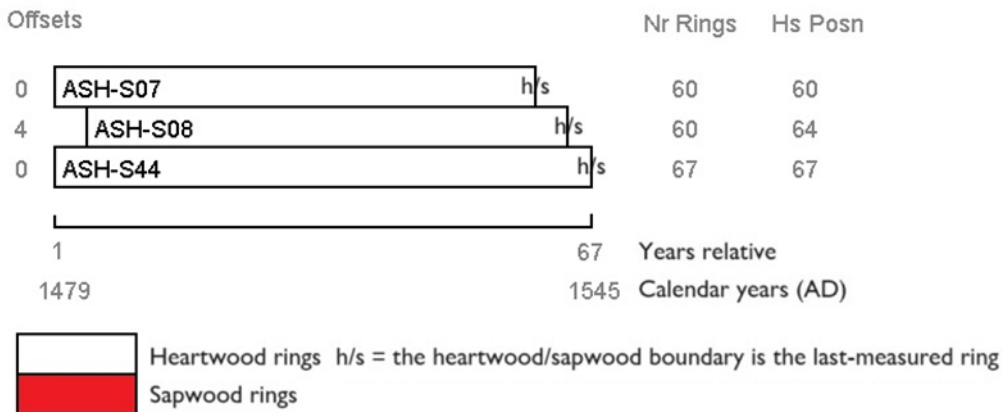 Offsets Nr Rings Hs Posn
0 ASH-S07 h/s 60 60
4 ASH-S08 h/s 60 64
0 ASH-S44 h/s 67 67
1 67 Years relative
1479 1545 Calendar years (AD)
Heartwood rings h/s = the heartwood/sapwood boundary is the last-measured ring
Sapwood rings